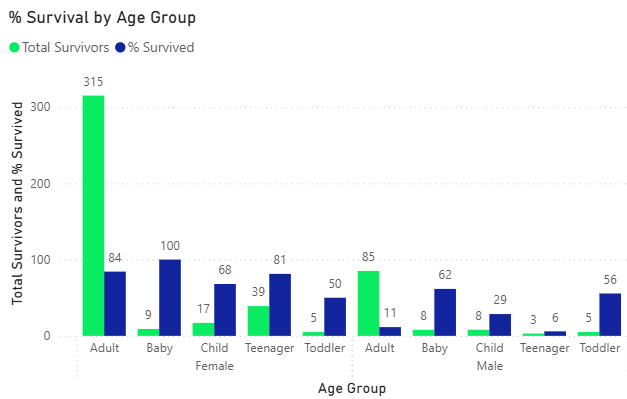 % Survival by Age Group
Total Survivors % Survived
Total Survivors and % Survived
300
200
100
0
315 84 9 100 17 68 39 81 5 50 85 11 8 62 8 29 3 6 5 56
Adult Baby Child Teenager Toddler Adult Baby Child Teenager Toddler
Female Male
Age Group